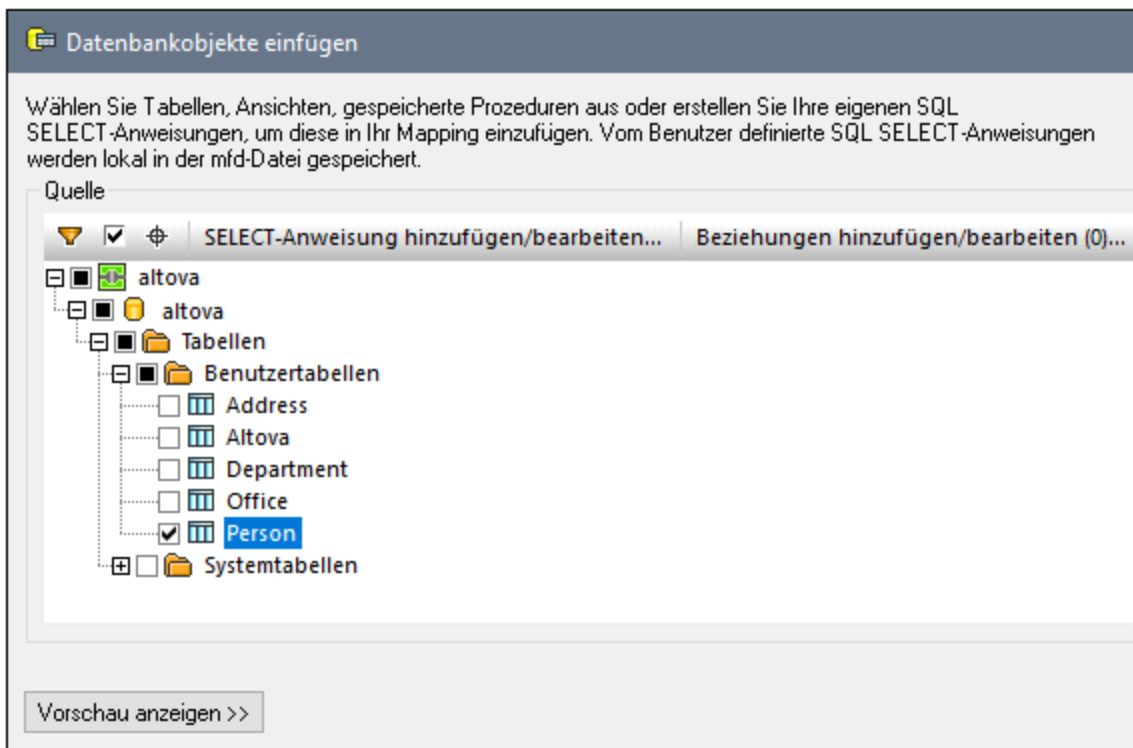 Datenbankobjekte einfügen
Wählen Sie Tabellen, Ansichten, gespeicherte Prozeduren aus oder erstellen Sie Ihre eigenen SQL
SELECT-Anweisungen, um diese in Ihr Mapping einzufügen. Vom Benutzer definierte SQL SELECT-Anweisungen
werden lokal in der mfd-Datei gespeichert.
Quelle
SELECT-Anweisung hinzufügen/bearbeiten... Beziehungen hinzufügen/bearbeiten (0)...
altova
altova
Tabellen
Benutzertabellen
Address
Altova
Department
Office
Person
Systemtabellen
Vorschau anzeigen >>